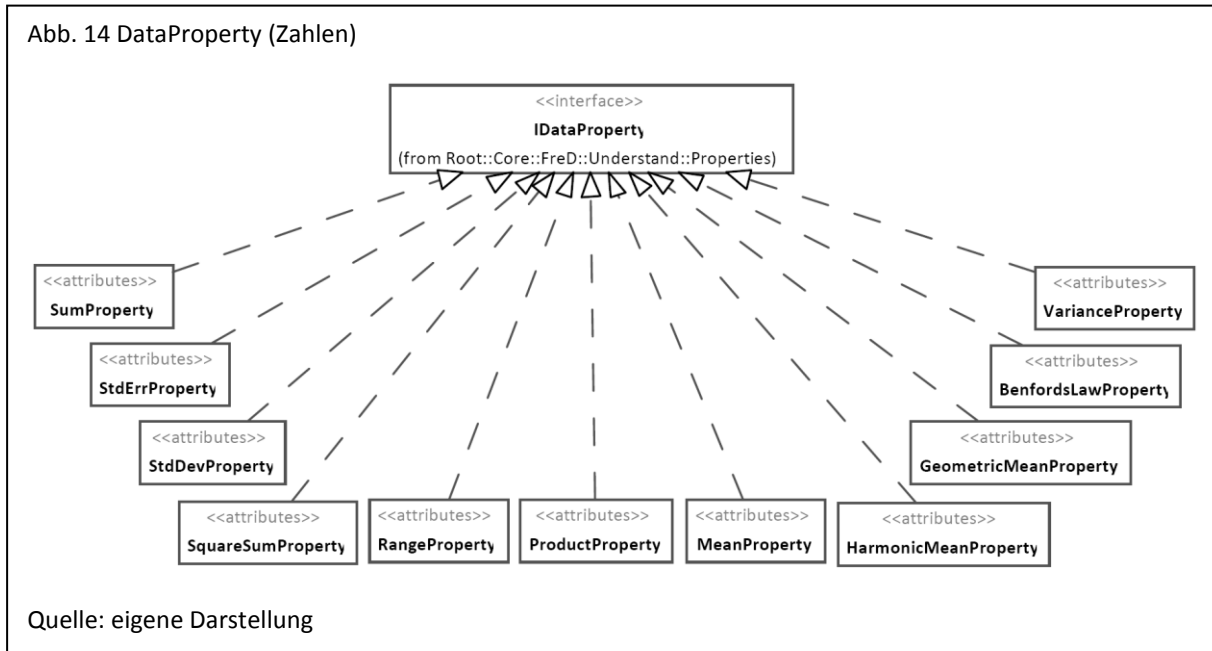 Abb. 14 DataProperty (Zahlen)
<<interface>>
IDataProperty
(from Root::Core::FreD::Understand::Properties)
<<attributes>>
SumProperty
<<attributes>>
VarianceProperty
<<attributes>>
StdErrProperty
<<attributes>>
BenfordsLawProperty
<<attributes>>
StdDevProperty
<<attributes>>
GeometricMeanProperty
<<attributes>>
SquareSumProperty
<<attributes>>
RangeProperty
<<attributes>>
ProductProperty
<<attributes>>
MeanProperty
<<attributes>>
HarmonicMeanProperty
Quelle: eigene Darstellung